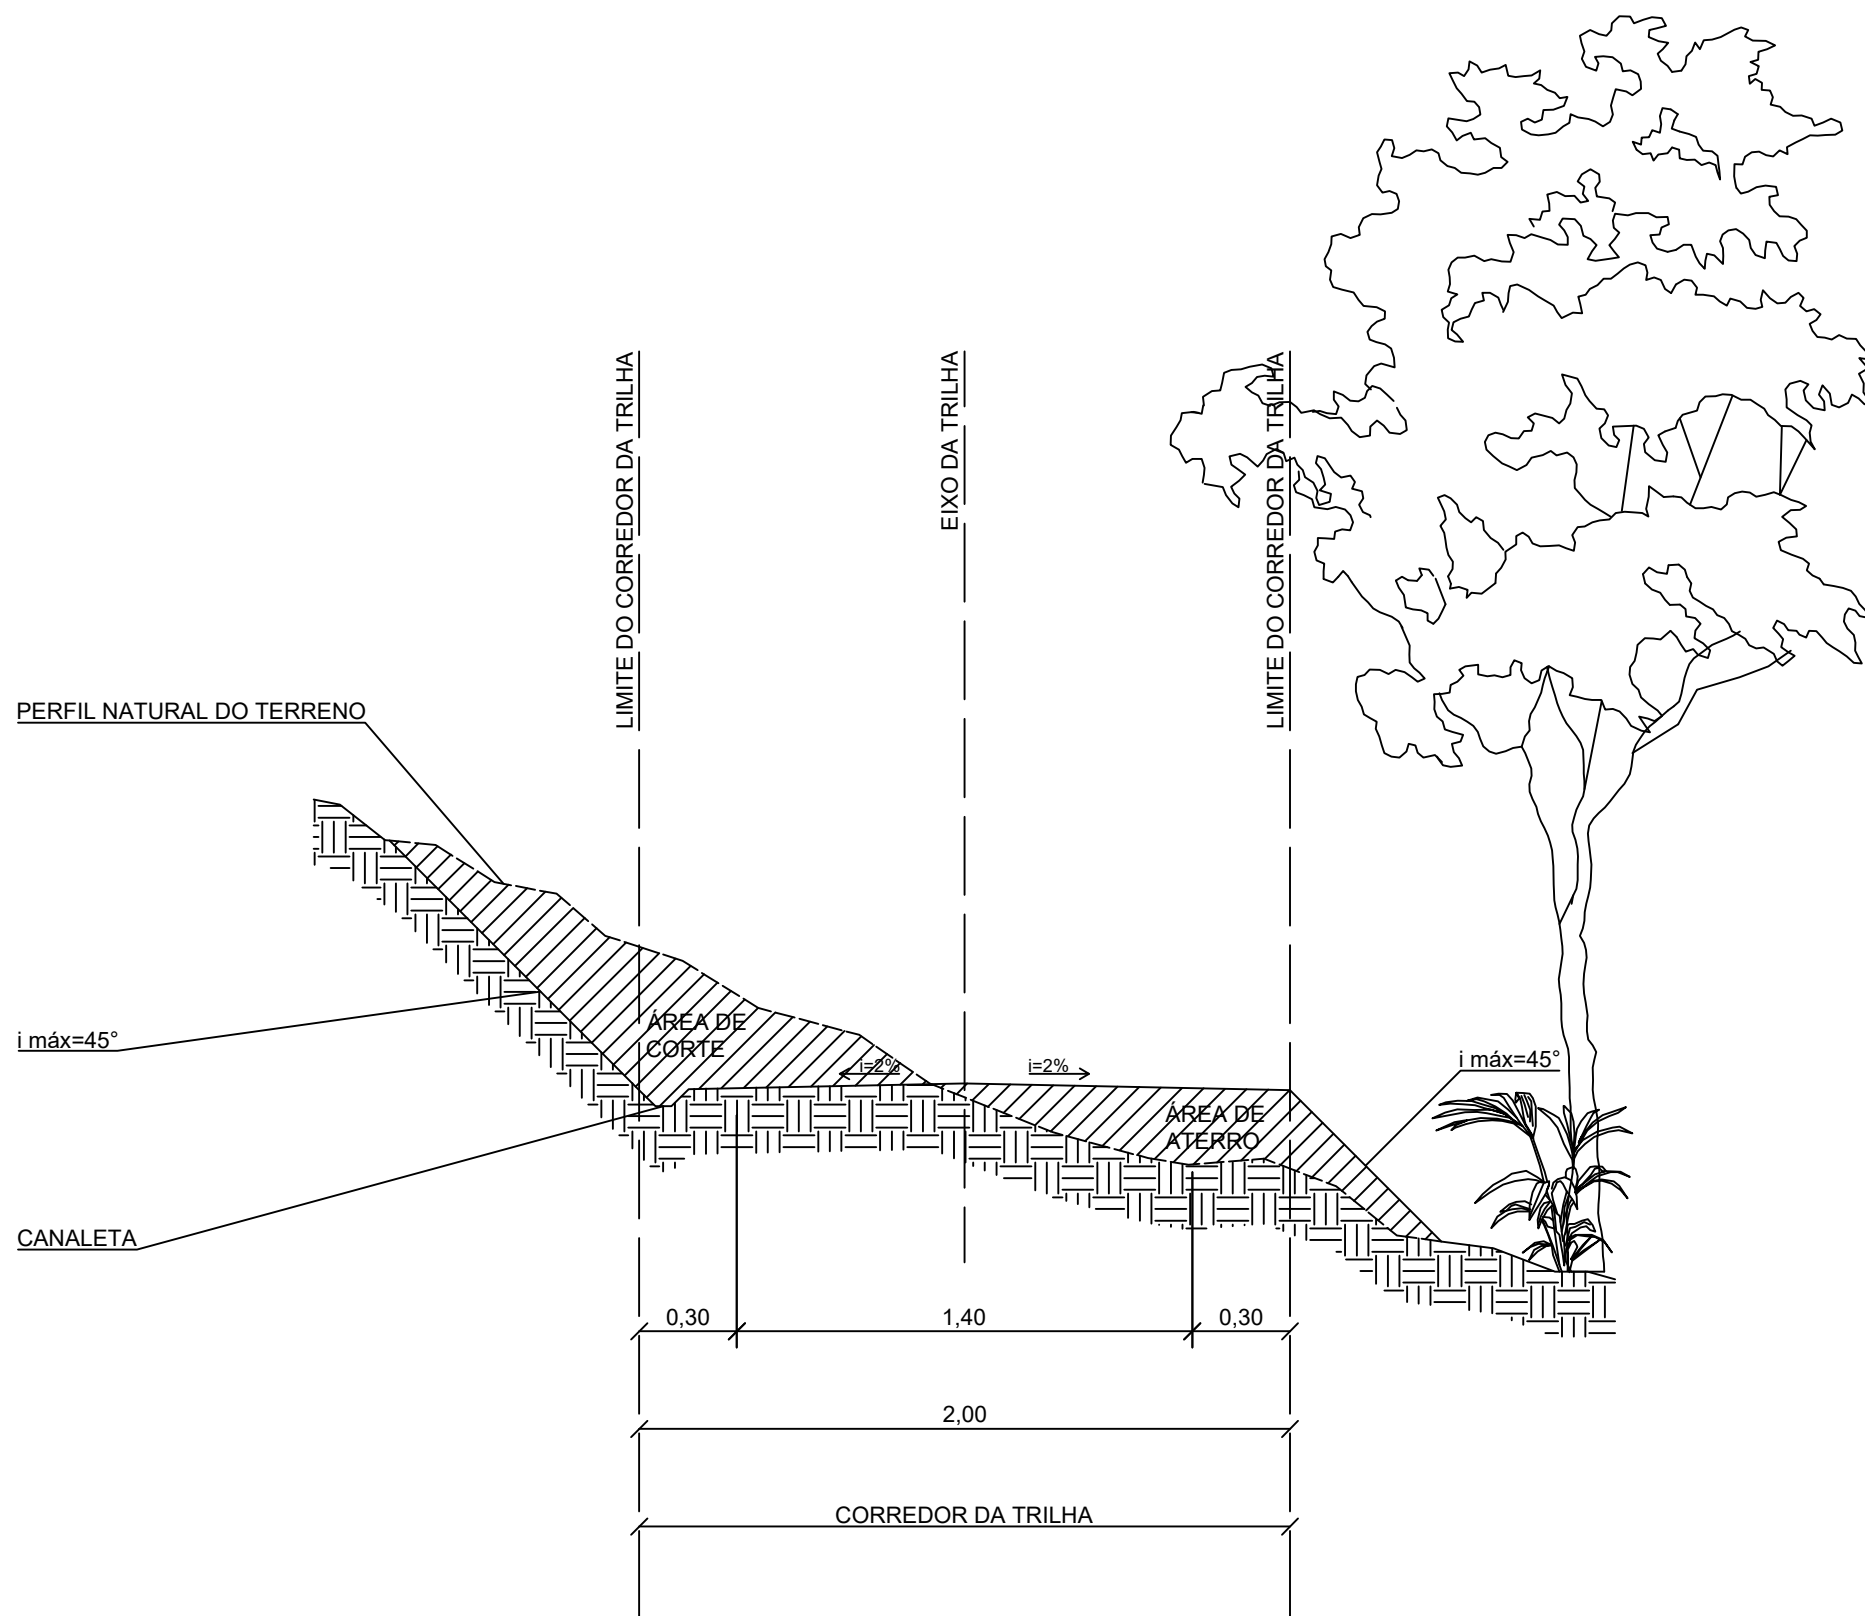 LIMITE DO CORREDOR DA TRILHA
EIXO DA TRILHA
LIMITE DO CORREDOR DA TRILHA
PERFIL NATURAL DO TERRENO
ÁREA DE
CORTE
i máx=45°
i=2%
i=2%
i máx=45°
ÁREA DE
ATERRO
CANALETA
0,30
1,40
0,30
2,00
CORREDOR DA TRILHA